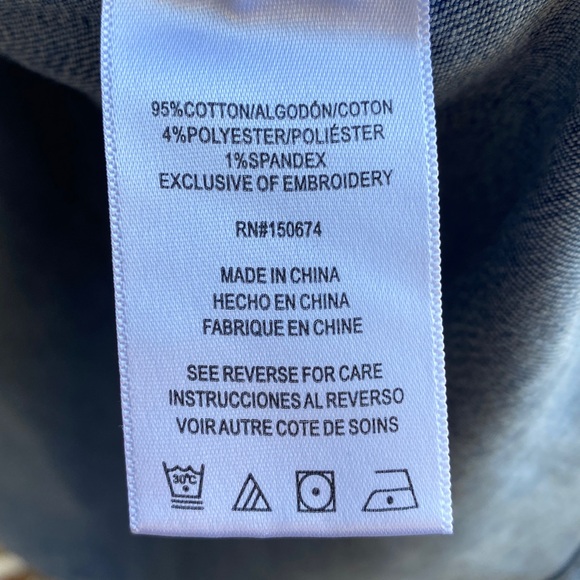 95%COTTON/ALGODÓN/COTON
4%POLYESTER/POLIÉSTER
1%SPANDEX
EXCLUSIVE OF EMBROIDERY
RN#150674
MADE IN CHINA
HECHO EN CHINA
FABRIQUE EN CHINE
SEE REVERSE FOR CARE
INSTRUCCIONES AL REVERSO
VOIR AUTRE COTE DE SOINS
30°C